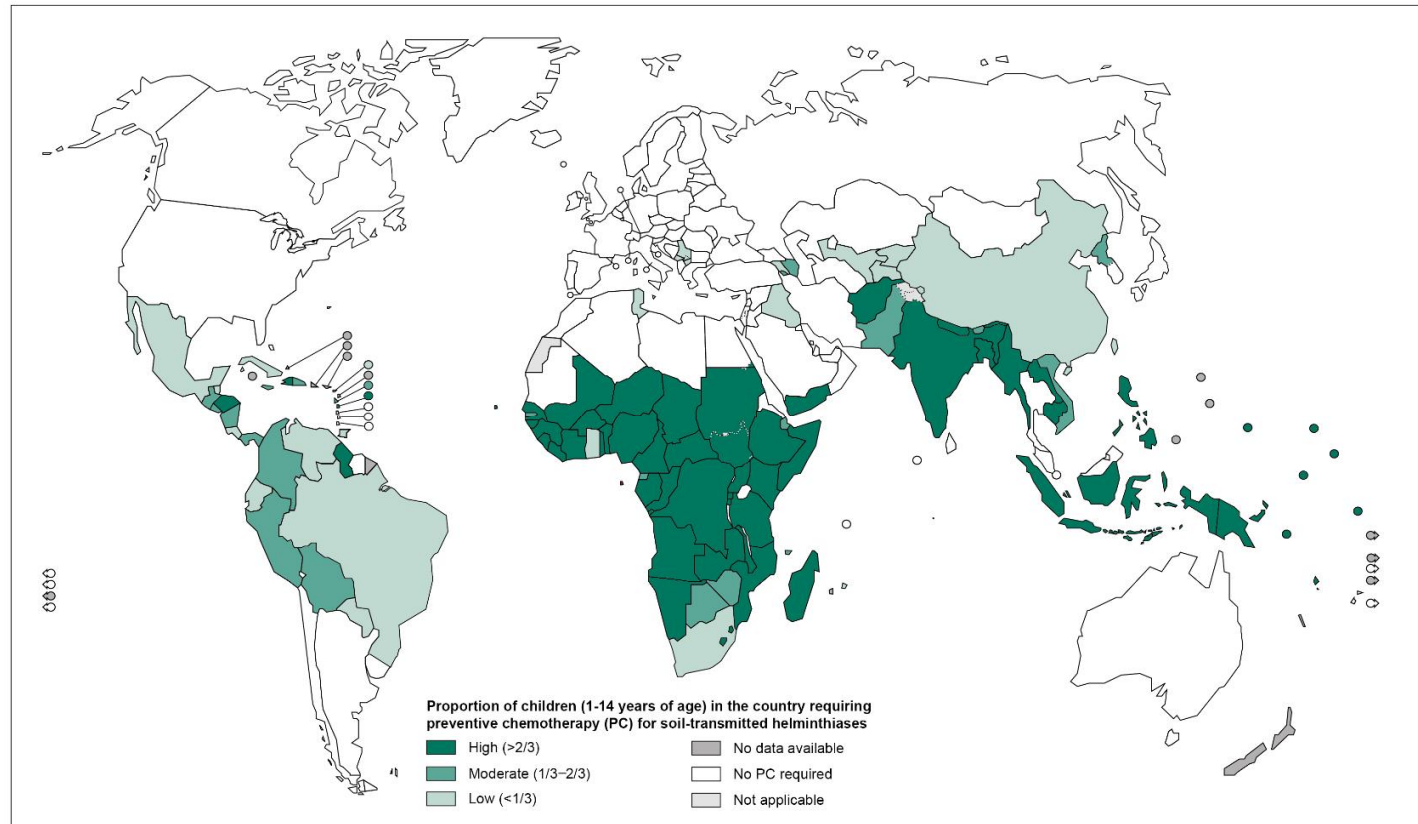 Proportion of children (1-14 years of age) in the country requiring
preventive chemotherapy (PC) for soil-transmitted helminthiases
High (>2/3)
Moderate (1/3–2/3)
Low (<1/3)
No data available
No PC required
Not applicable